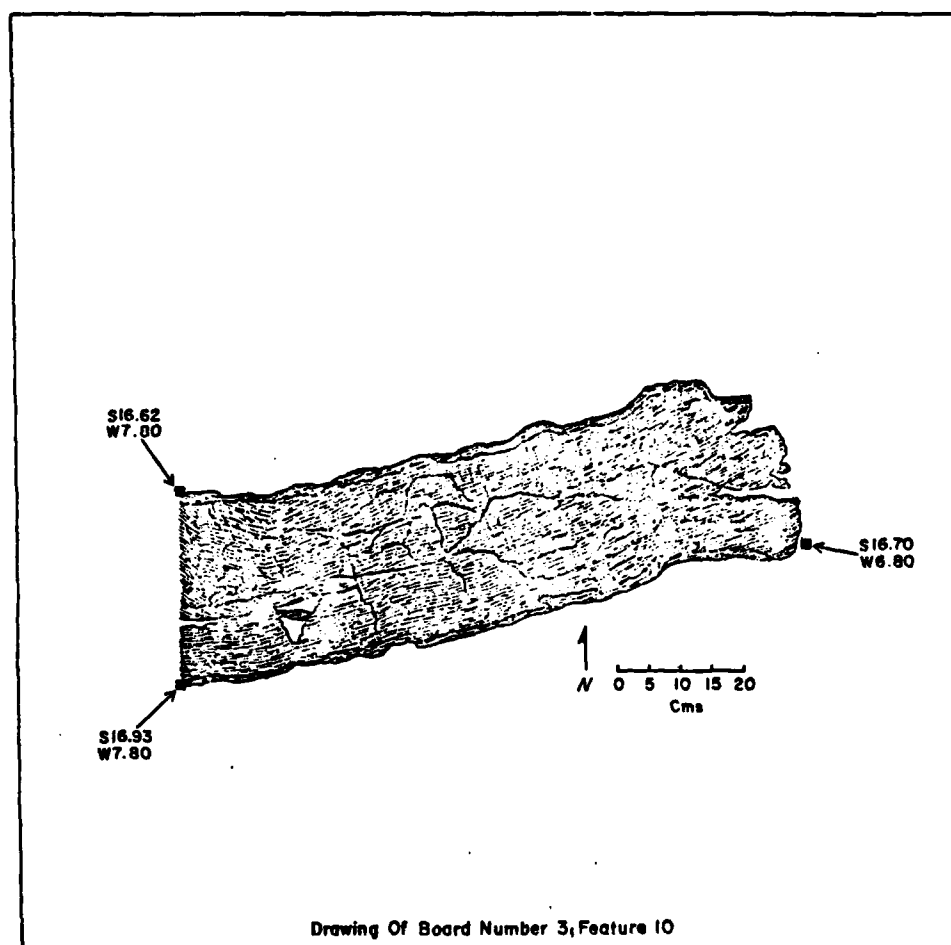 S16.62
W7.80
S16.70
W6.80
N
0 5 10 15 20
Cms
S16.93
W7.80
Drawing Of Board Number 3, Feature 10